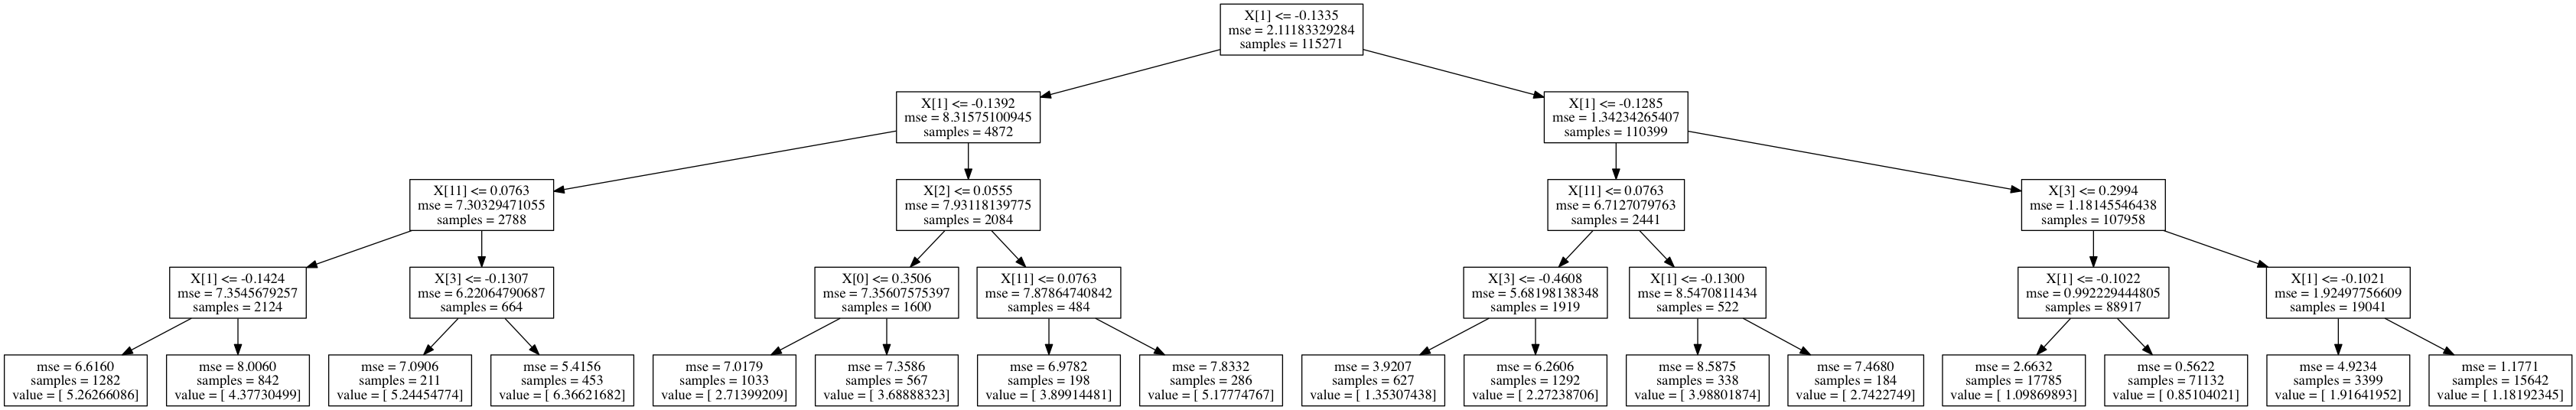 X[1] <= -0.1335
mse = 2.11183329284
samples = 115271
X[1] <= -0.1392
mse = 8.31575100945
samples = 4872
X[1] <= -0.1285
mse = 1.34234265407
samples = 110399
X[11] <= 0.0763
mse = 7.30329471055
samples = 2788
X[2] <= 0.0555
mse = 7.93118139775
samples = 2084
X[11] <= 0.0763
mse = 6.7127079763
samples = 2441
X[3] <= 0.2994
mse = 1.18145546438
samples = 107958
X[1] <= -0.1424
mse = 7.3545679257
samples = 2124
X[3] <= -0.1307
mse = 6.22064790687
samples = 664
X[0] <= 0.3506
mse = 7.35607575397
samples = 1600
X[11] <= 0.0763
mse = 7.87864740842
samples = 484
X[3] <= -0.4608
mse = 5.68198138348
samples = 1919
X[1] <= -0.1300
mse = 8.5470811434
samples = 522
X[1] <= -0.1022
mse = 0.992229444805
samples = 88917
X[1] <= -0.1021
mse = 1.92497756609
samples = 19041
mse = 6.6160
samples = 1282
value = [ 5.26266086]
mse = 8.0060
samples = 842
value = [ 4.37730499]
mse = 7.0906
samples = 211
value = [ 5.24454774]
mse = 5.4156
samples = 453
value = [ 6.36621682]
mse = 7.0179
samples = 1033
value = [ 2.71399209]
mse = 7.3586
samples = 567
value = [ 3.68888323]
mse = 6.9782
samples = 198
value = [ 3.89914481]
mse = 7.8332
samples = 286
value = [ 5.17774767]
mse = 3.9207
samples = 627
value = [ 1.35307438]
mse = 6.2606
samples = 1292
value = [ 2.27238706]
mse = 8.5875
samples = 338
value = [ 3.98801874]
mse = 7.4680
samples = 184
value = [ 2.7422749]
mse = 2.6632
samples = 17785
value = [ 1.09869893]
mse = 0.5622
samples = 71132
value = [ 0.85104021]
mse = 4.9234
samples = 3399
value = [ 1.91641952]
mse = 1.1771
samples = 15642
value = [ 1.18192345]